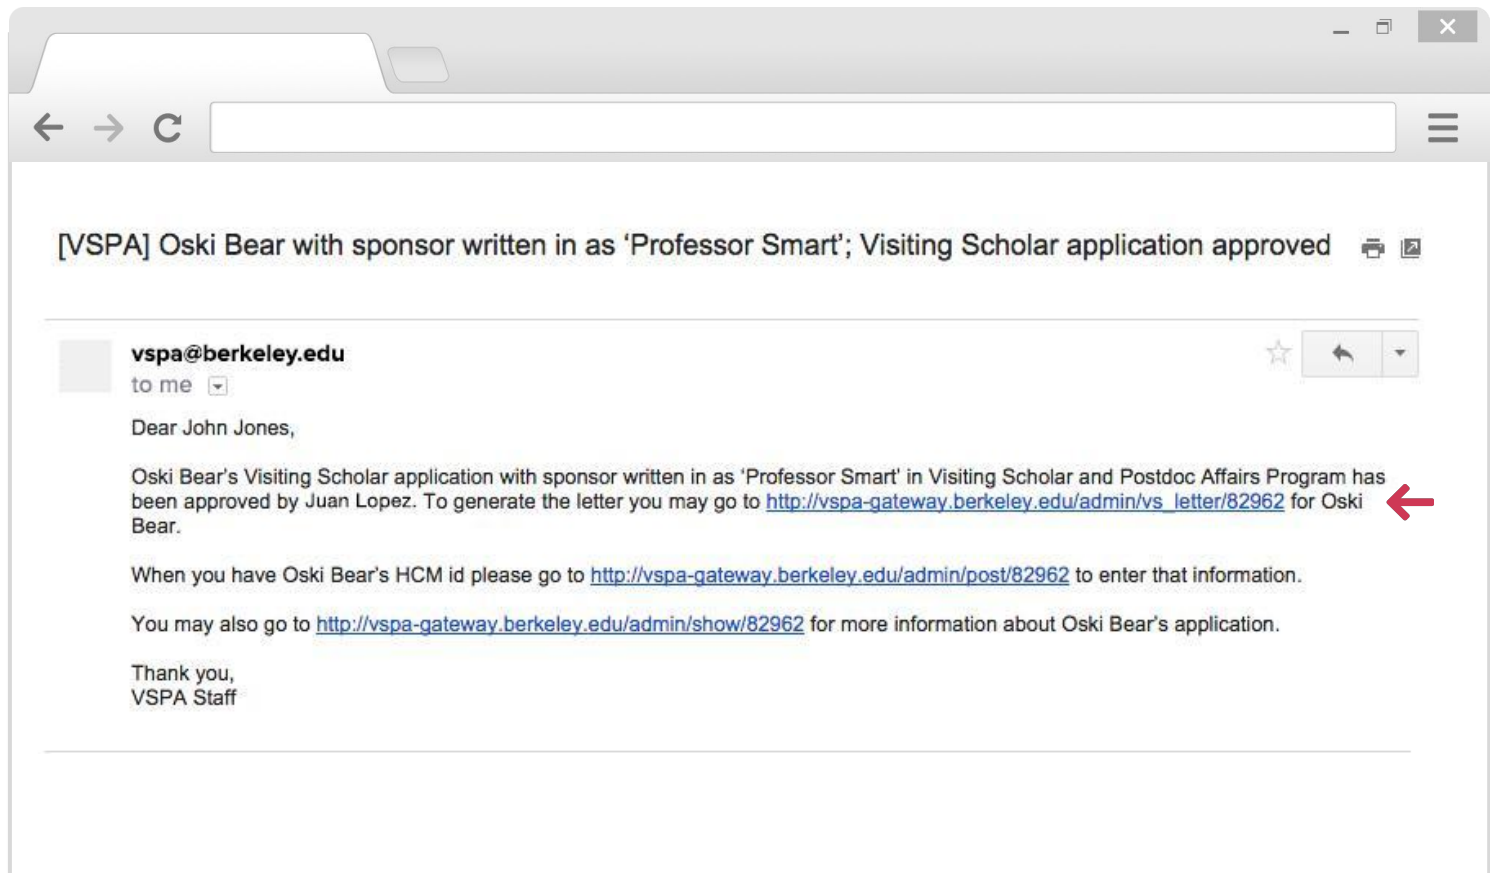 [VSPA] Oski Bear with sponsor written in as ‘Professor Smart’; Visiting Scholar application approved
vspa@berkeley.edu
to me
Dear John Jones,
Oski Bear's Visiting Scholar application with sponsor written in as ‘Professor Smart’ in Visiting Scholar and Postdoc Affairs Program has
been approved by Juan Lopez. To generate the letter you may go to http://vspa-gateway.berkeley.edu/admin/vs_letter/82962 for Oski
Bear.
When you have Oski Bear's HCM id please go to http://vspa-gateway.berkeley.edu/admin/post/82962 to enter that information.
You may also go to http://vspa-gateway.berkeley.edu/admin/show/82962 for more information about Oski Bear's application.
Thank you,
VSPA Staff